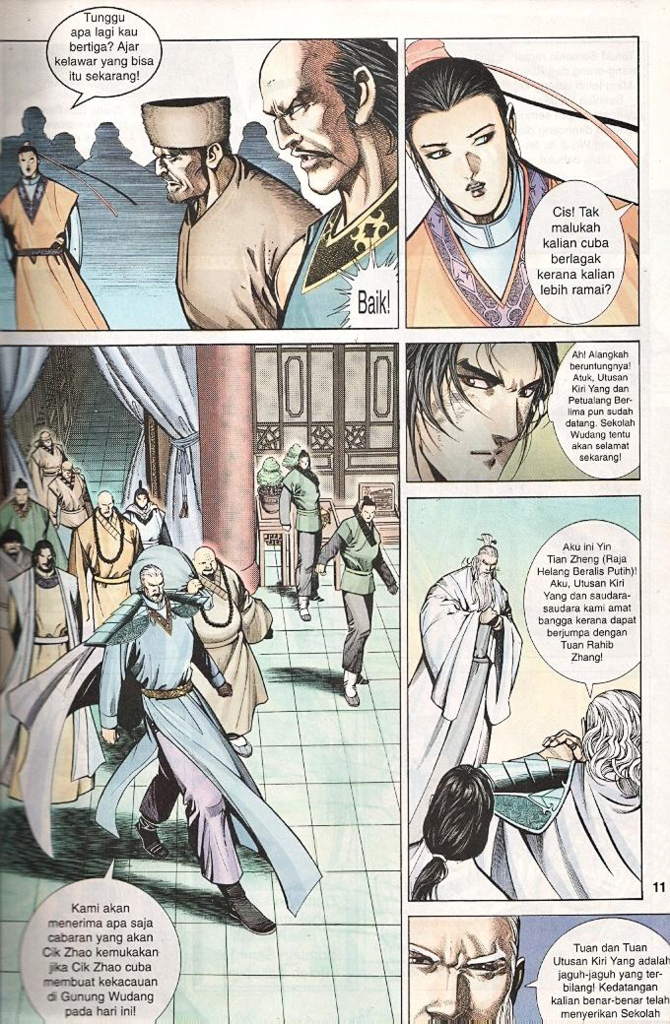 Tunggu
apa lagi kau
bertiga? Ajar
kelawar yang bisa
itu sekarang!
Baik!
Cis! Tak
malukah
kalian cuba
berlagak
kerana kalian
lebih ramai?
Kami akan
menerima apa saja
cabaran yang akan
Cik Zhao kemukakan
jika Cik Zhao cuba
membuat kekacauan
di Gunung Wudang
pada hari ini!
Ah! Alangkah
beruntungnya!
Atuk, Utusan
Kiri Yang dan
Petualang Ber-
lima pun sudah
datang. Sekolah
Wudang tentu
akan selamat
sekarang!
Aku ini Yin
Tian Zheng (Raja
Helang Beralis Putih)!
Aku, Utusan Kiri
Yang dan saudara-
saudara kami amat
bangga kerana dapat
berjumpa dengan
Tuan Rahib
Zhang!
11
Tuan dan Tuan
Utusan Kiri Yang adalah
jaguh-jaguh yang ter-
bilang! Kedatangan
kalian benar-benar telah
menyerikan Sekolah